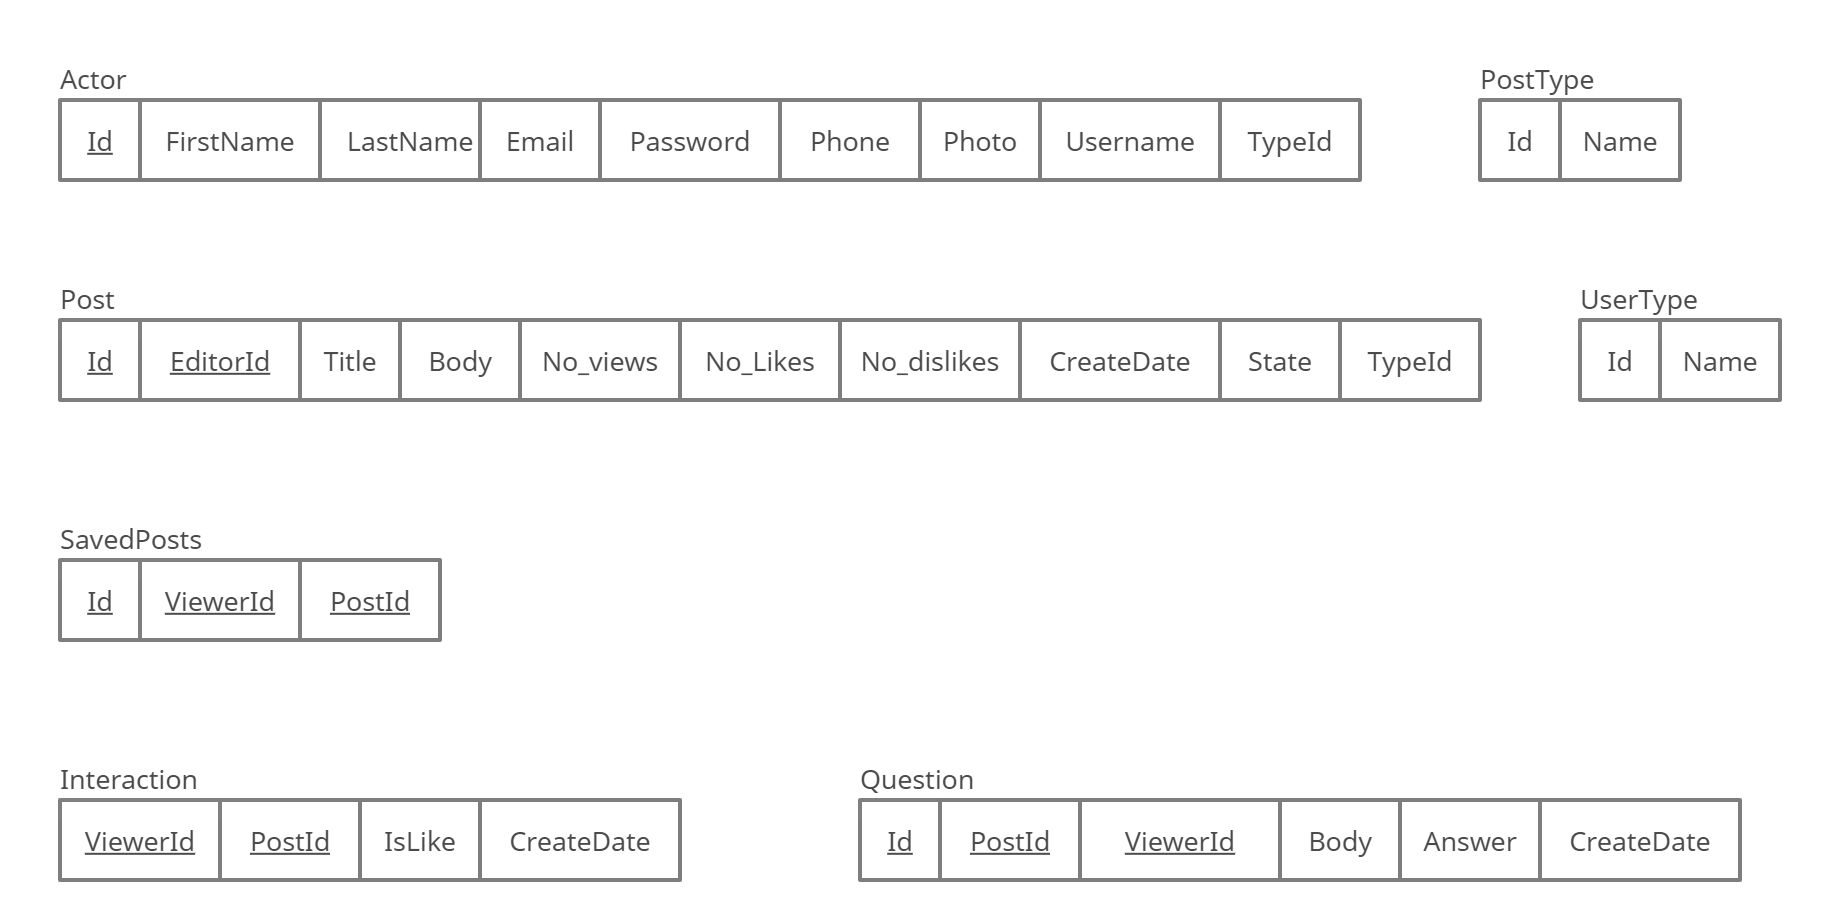 Actor
Id FirstName LastName Email Password Phone Photo Username TypeId
PostType
Id Name
Post
Id EditorId Title Body No_views No_Likes No_dislikes CreateDate State TypeId
UserType
Id Name
SavedPosts
Id ViewerId PostId
Interaction
ViewerId PostId IsLike CreateDate
Question
Id PostId ViewerId Body Answer CreateDate